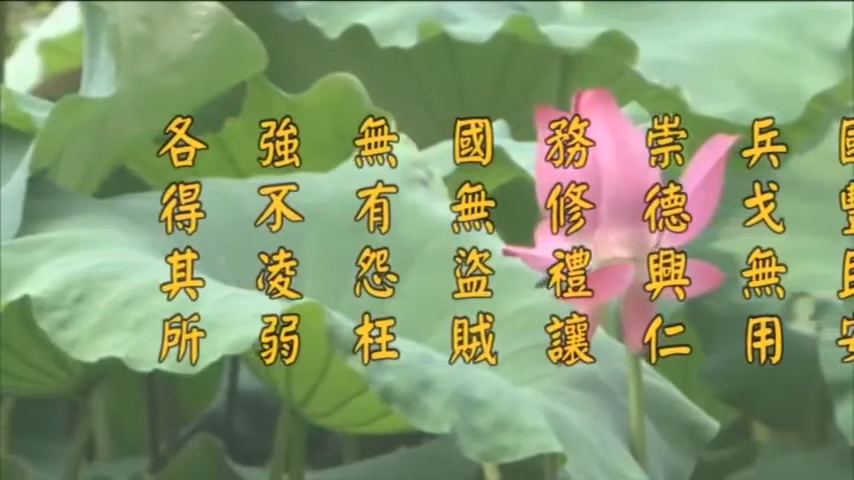 兵戈無用
崇德興仁
務修禮讓
國無盜賊
無有怨枉
強不凌弱
各得其所